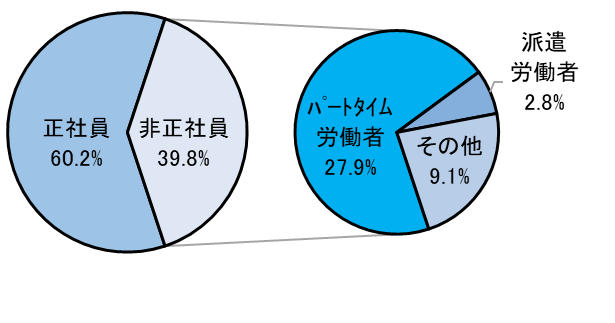 正社員
60.2%
非正社員
39.8%
ﾊﾟｰﾄﾀｲﾑ
労働者
27.9%
派遣
労働者
2.8%
その他
9.1%